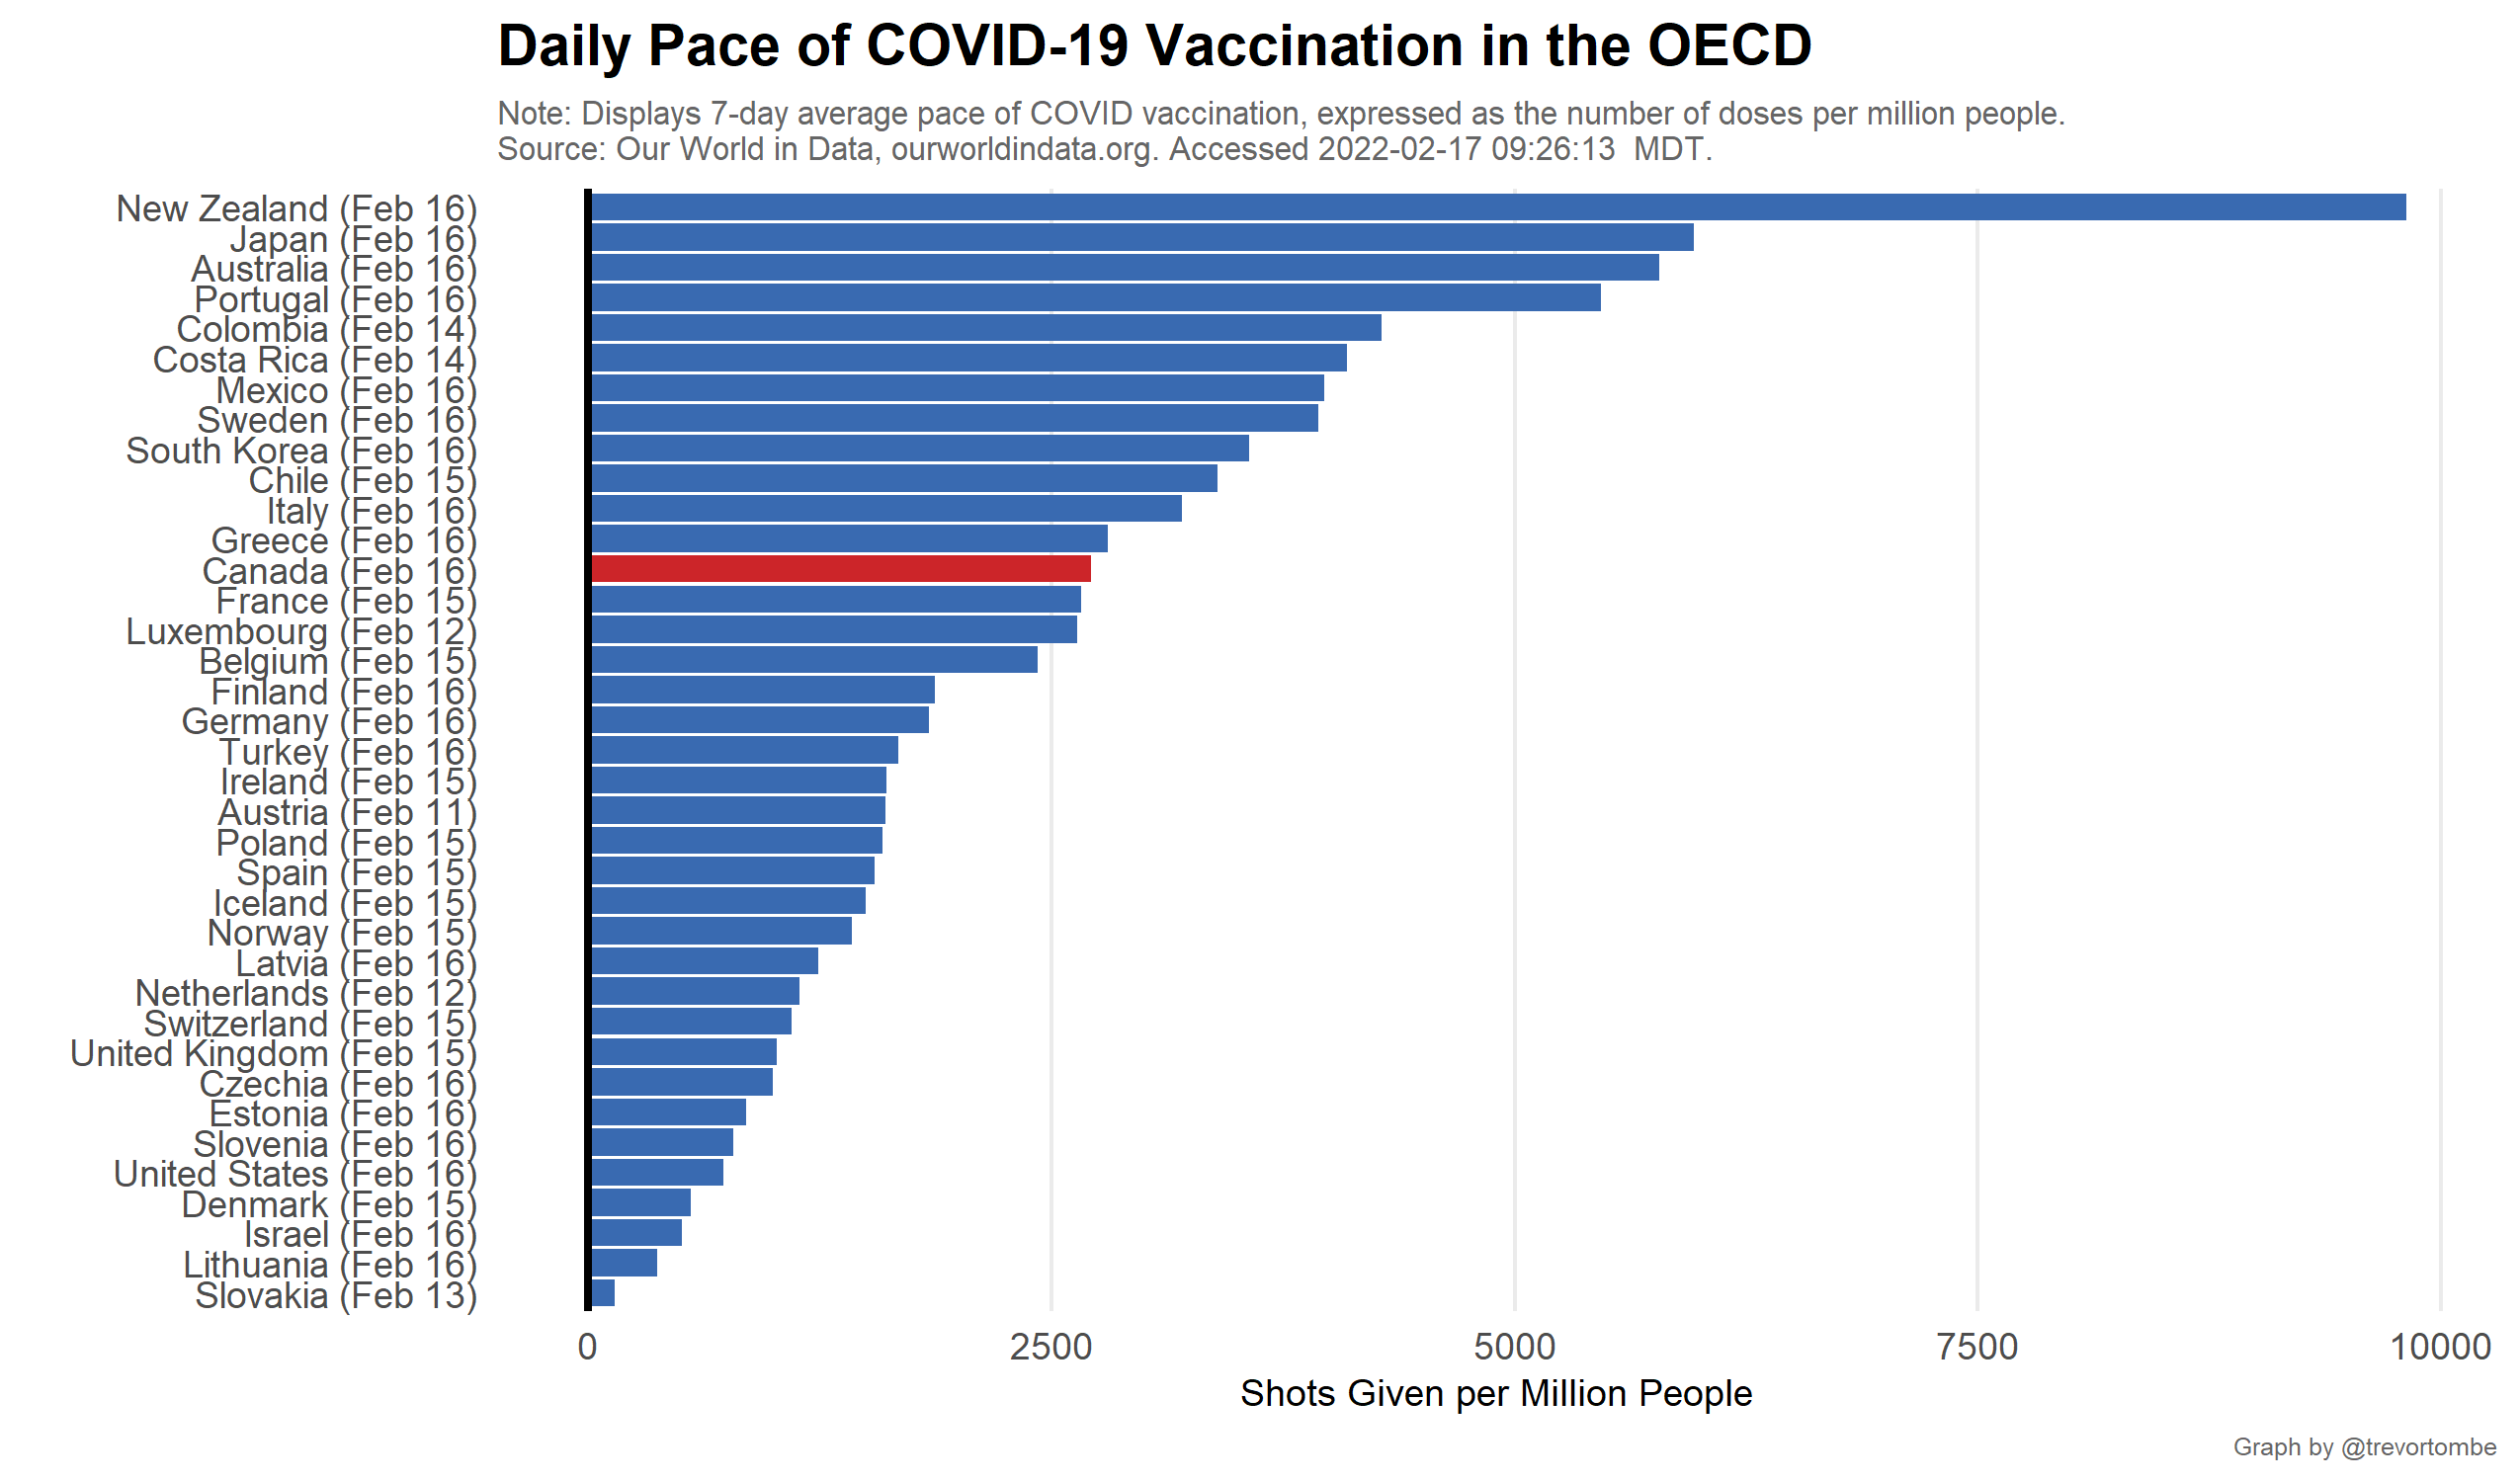 Daily Pace of COVID-19 Vaccination in the OECD
Note: Displays 7-day average pace of COVID vaccination, expressed as the number of doses per million people.
Source: Our World in Data, ourworldindata.org. Accessed 2022-02-17 09:26:13  MDT.
New Zealand (Feb 16)
Japan (Feb 16)
Australia (Feb 16)
Portugal (Feb 16)
Colombia (Feb 14)
Costa Rica (Feb 14)
Mexico (Feb 16)
Sweden (Feb 16)
South Korea (Feb 16)
Chile (Feb 15)
Italy (Feb 16)
Greece (Feb 16)
Canada (Feb 16)
France (Feb 15)
Luxembourg (Feb 12)
Belgium (Feb 15)
Finland (Feb 16)
Germany (Feb 16)
Turkey (Feb 16)
Ireland (Feb 15)
Austria (Feb 11)
Poland (Feb 15)
Spain (Feb 15)
Iceland (Feb 15)
Norway (Feb 15)
Latvia (Feb 16)
Netherlands (Feb 12)
Switzerland (Feb 15)
United Kingdom (Feb 15)
Czechia (Feb 16)
Estonia (Feb 16)
Slovenia (Feb 16)
United States (Feb 16)
Denmark (Feb 15)
Israel (Feb 16)
Lithuania (Feb 16)
Slovakia (Feb 13)
0 2500 5000 7500 10000
Shots Given per Million People
Graph by @trevortombe